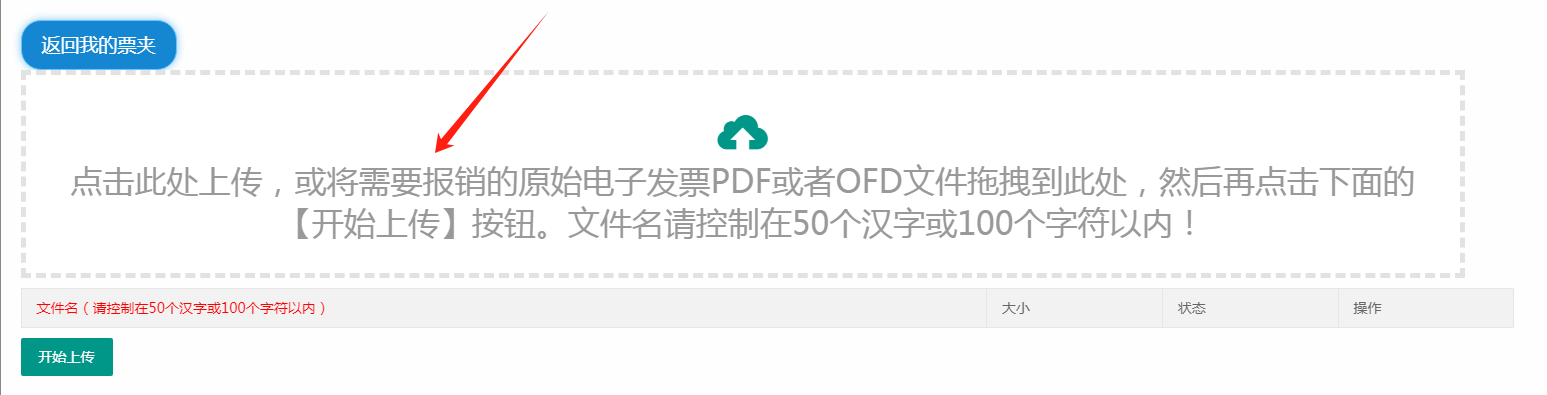 返回我的票夹
点击此处上传，或将需要报销的原始电子发票PDF或者OFD文件拖拽到此处，然后再点击下面的
【开始上传】按钮。文件名请控制在50个汉字或100个字符以内！
文件名（请控制在50个汉字或100个字符以内） 大小 状态 操作
开始上传